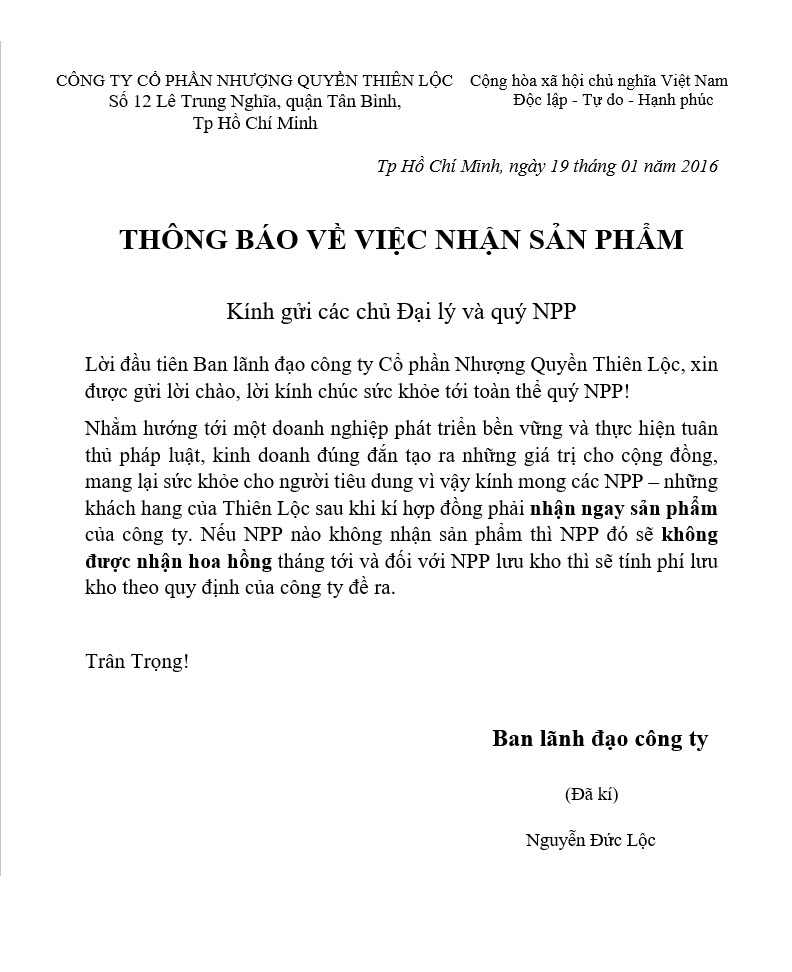 CÔNG TY CỔ PHẦN NHƯỢNG QUYỀN THIÊN LỘC
Số 12 Lê Trung Nghĩa, quận Tân Bình,
Tp Hồ Chí Minh
Cộng hòa xã hội chủ nghĩa Việt Nam
Độc lập - Tự do - Hạnh phúc
Tp Hồ Chí Minh, ngày 19 tháng 01 năm 2016
THÔNG BÁO VỀ VIỆC NHẬN SẢN PHẨM
Kính gửi các chủ Đại lý và quý NPP
Lời đầu tiên Ban lãnh đạo công ty Cổ phần Nhượng Quyền Thiên Lộc, xin
được gửi lời chào, lời kính chúc sức khỏe tới toàn thể quý NPP!
Nhằm hướng tới một doanh nghiệp phát triển bền vững và thực hiện tuân
thủ pháp luật, kinh doanh đúng đắn tạo ra những giá trị cho cộng đồng,
mang lại sức khỏe cho người tiêu dung vì vậy kính mong các NPP – những
khách hang của Thiên Lộc sau khi kí hợp đồng phải nhận ngay sản phẩm
của công ty. Nếu NPP nào không nhận sản phẩm thì NPP đó sẽ không
được nhận hoa hồng tháng tới và đối với NPP lưu kho thì sẽ tính phí lưu
kho theo quy định của công ty đề ra.
Trân Trọng!
Ban lãnh đạo công ty
(Đã kí)
Nguyễn Đức Lộc